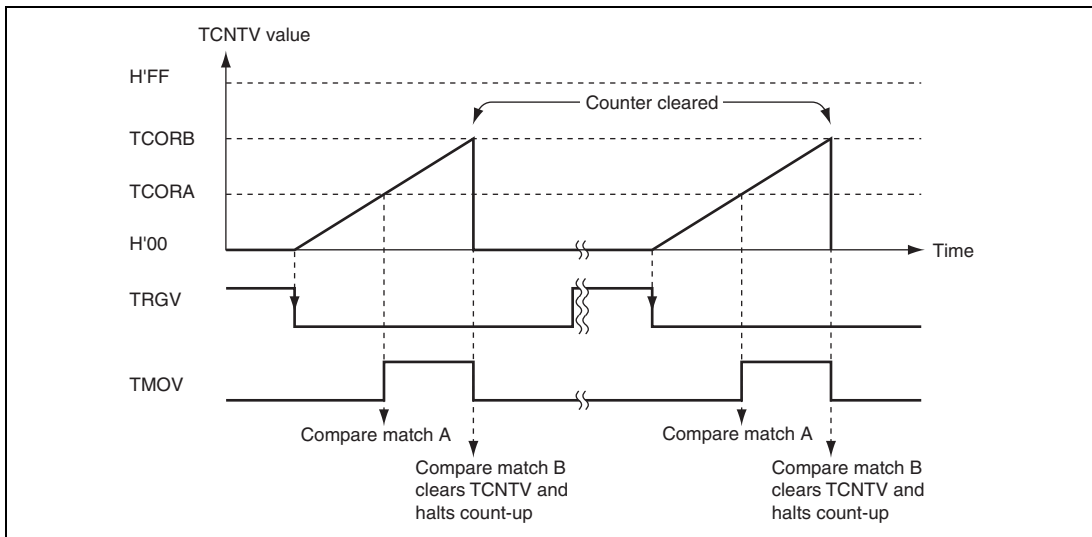 TCNTV value
H'FF
Counter cleared
TCORB
TCORA
H'00
Time
TRGV
TMOV
Compare match A
Compare match A
Compare match B
clears TCNTV and
halts count-up
Compare match B
clears TCNTV and
halts count-up